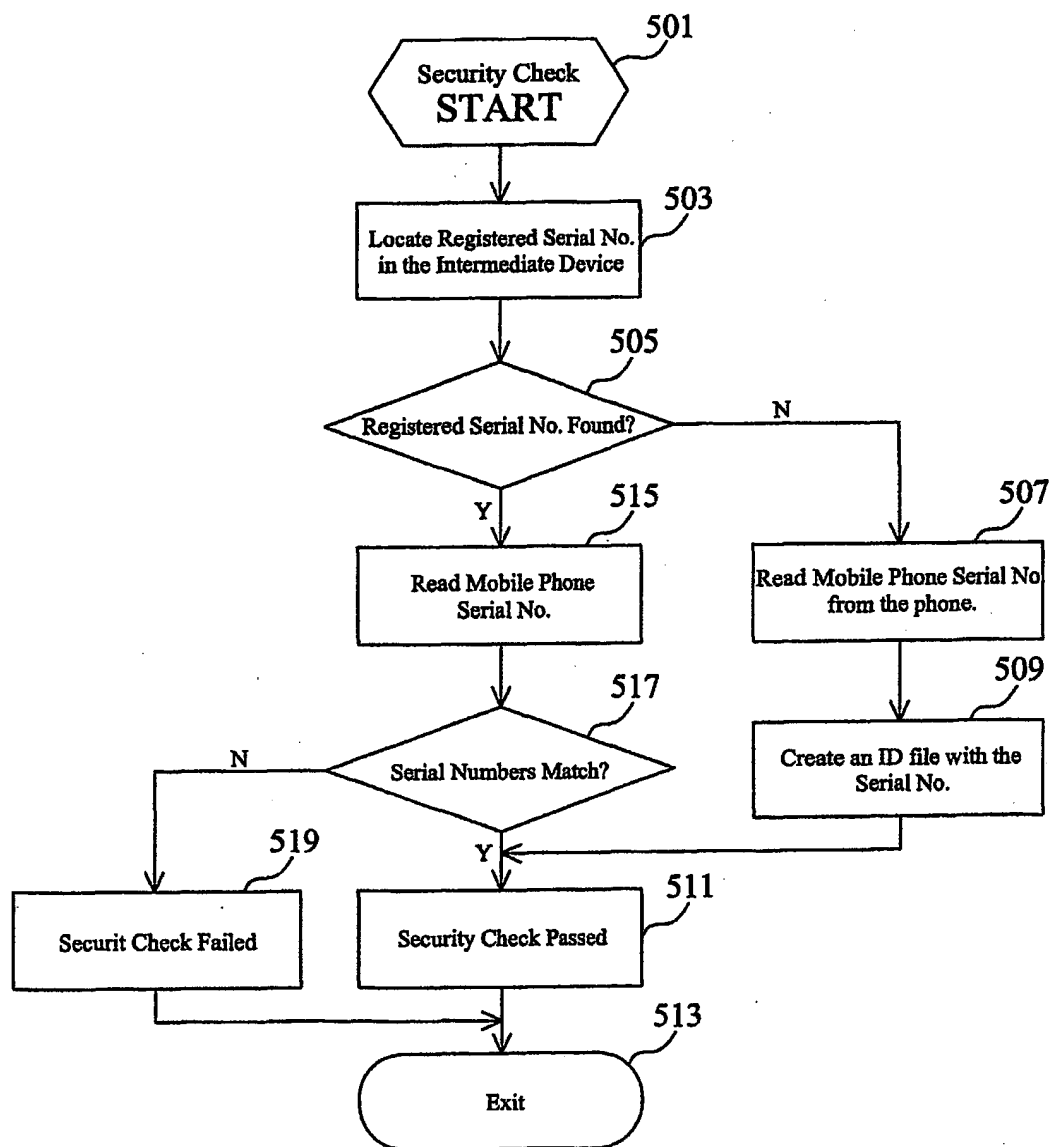 501
Security Check
START
503
Locate Registered Serial No.
in the Intermediate Device
505
Registered Serial No. Found?
N
Y
515
Read Mobile Phone
Serial No.
507
Read Mobile Phone Serial No
from the phone.
517
Serial Numbers Match?
N
Y
509
Create an ID file with the
Serial No.
519
Securit Check Failed
511
Security Check Passed
513
Exit